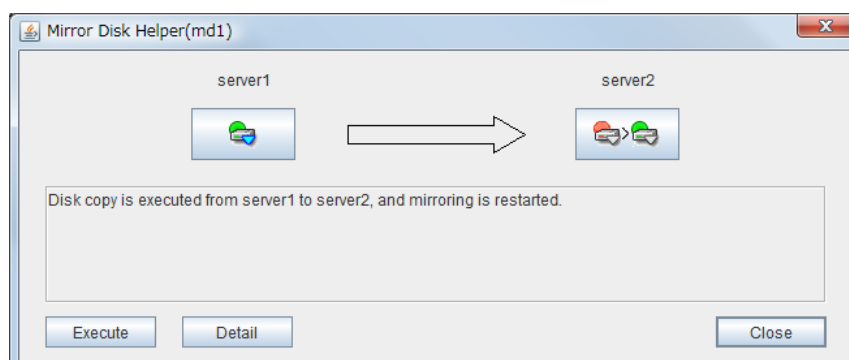 Mirror Disk Helper(md1)
server1 server2
Disk copy is executed from server1 to server2, and mirroring is restarted.
Execute Detail Close